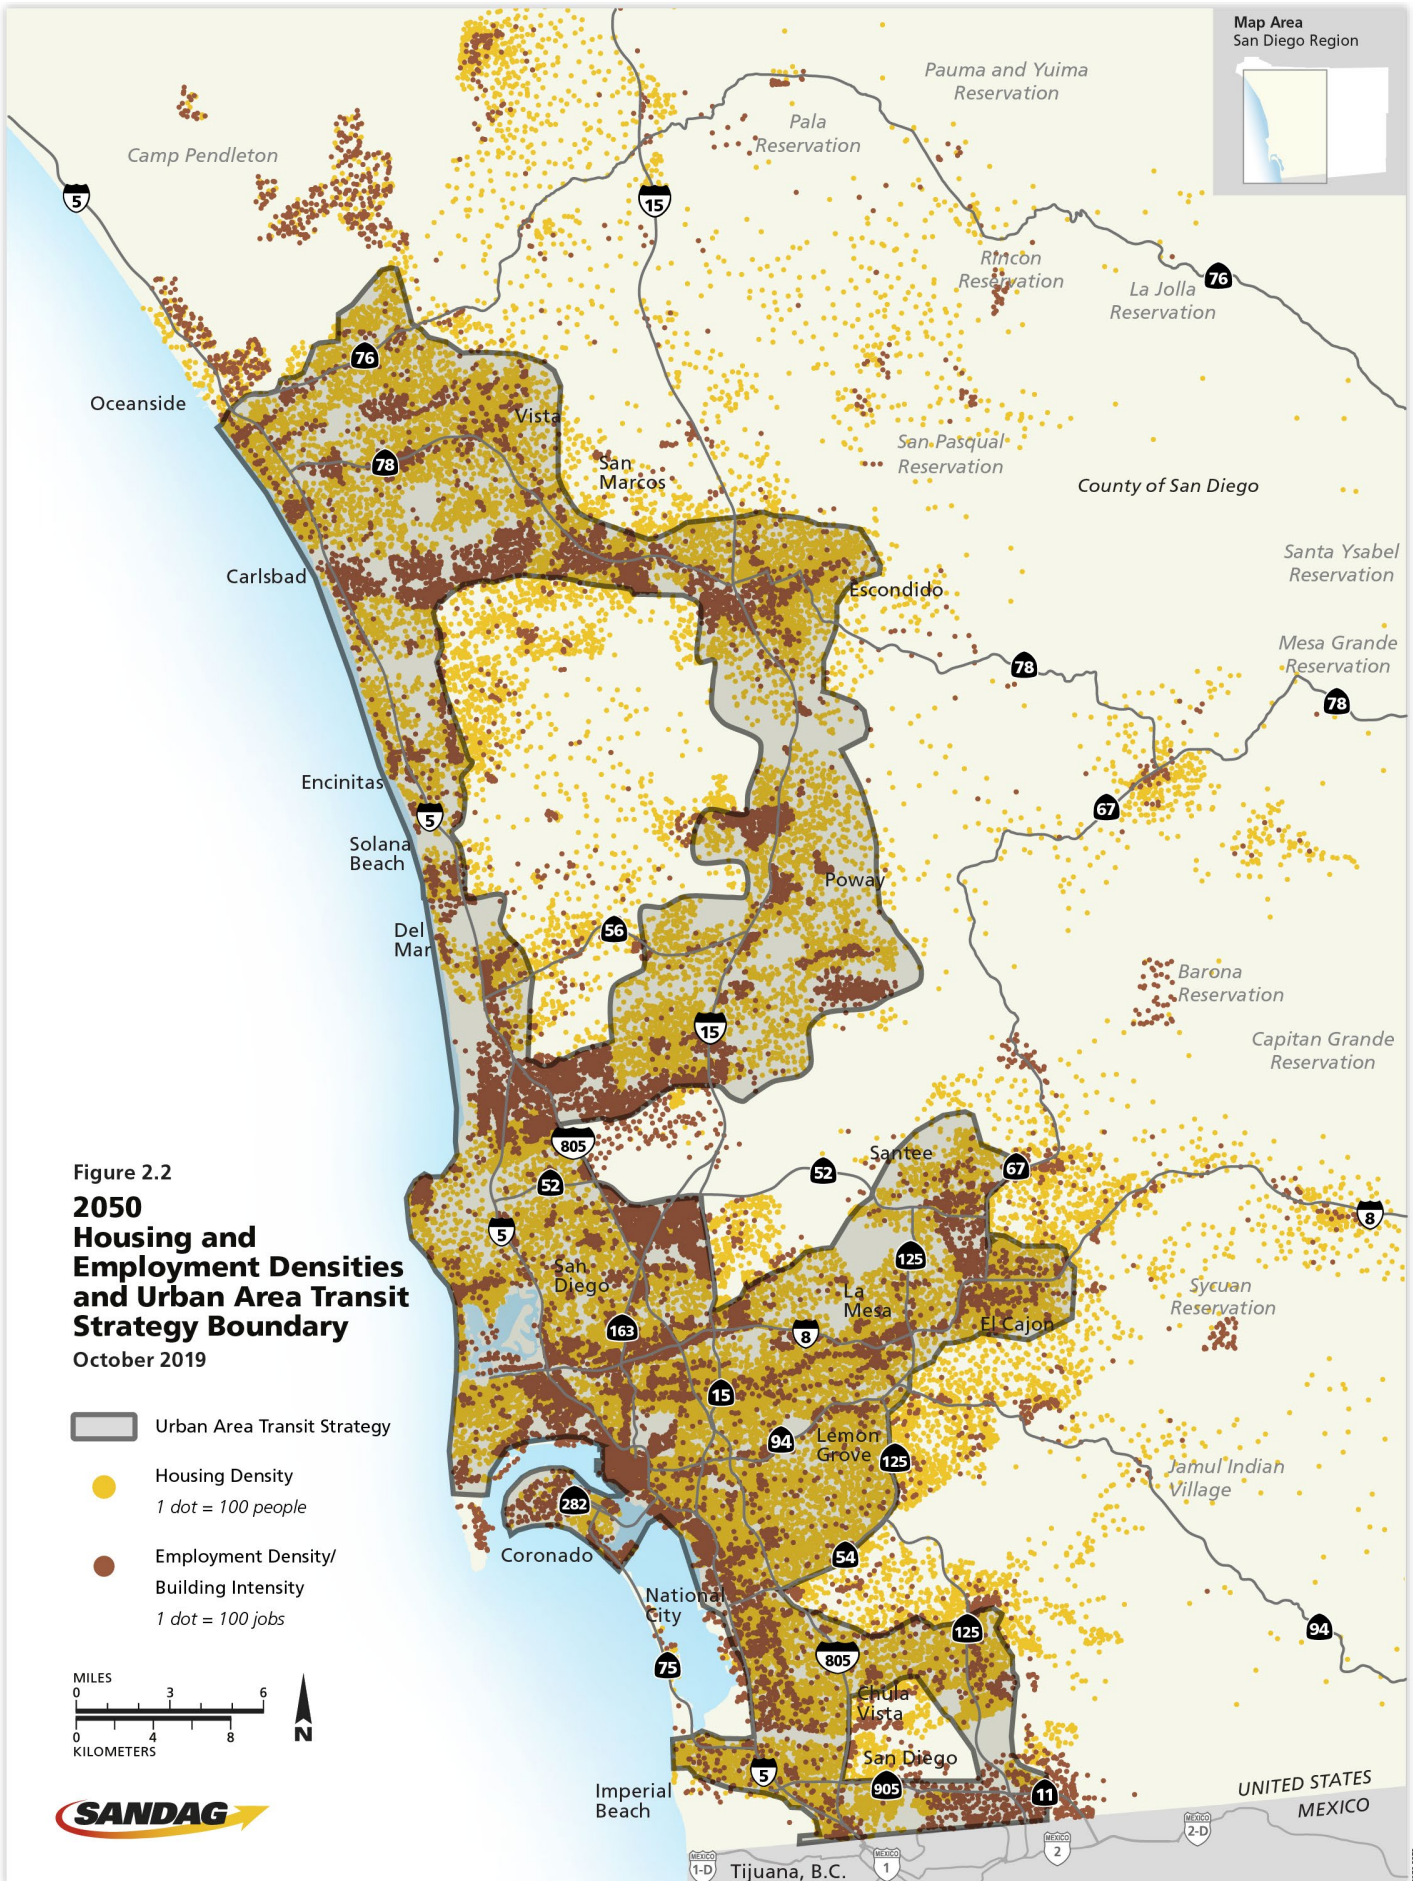 Map Area
San Diego Region
Pauma and Yuima
Reservation
Pala
Reservation
Camp Pendleton
5
15
Rincon
Reservation
76
La Jolla
Reservation
76
Oceanside
Vista
78
San
Marcos
San Pasqual
Reservation
County of San Diego
Santa Ysabel
Reservation
Carlsbad
Escondido
Mesa Grande
Reservation
78
78
Encinitas
67
5
Solana
Beach
Poway
56
Del
Mar
Barona
Reservation
15
Capitan Grande
Reservation
805
Santee
52
67
52
5
8
125
San
Diego
La
Mesa
Sycuan
Reservation
163
8
El Cajon
15
94
Lemon
Grove
125
Jamul Indian
Village
282
Coronado
54
National
City
125
94
805
75
Chula
Vista
San Diego
5
905
11
Imperial
Beach
UNITED STATES
MEXICO
MEXICO
2-D
MEXICO
2
MEXICO
1-D
Tijuana, B.C.
MEXICO
1
Figure 2.2
2050
Housing and
Employment Densities
and Urban Area Transit
Strategy Boundary
October 2019
Urban Area Transit Strategy
Housing Density
1 dot = 100 people
Employment Density/
Building Intensity
1 dot = 100 jobs
MILES
0 3 6
0 4 8
KILOMETERS
N
SANDAG